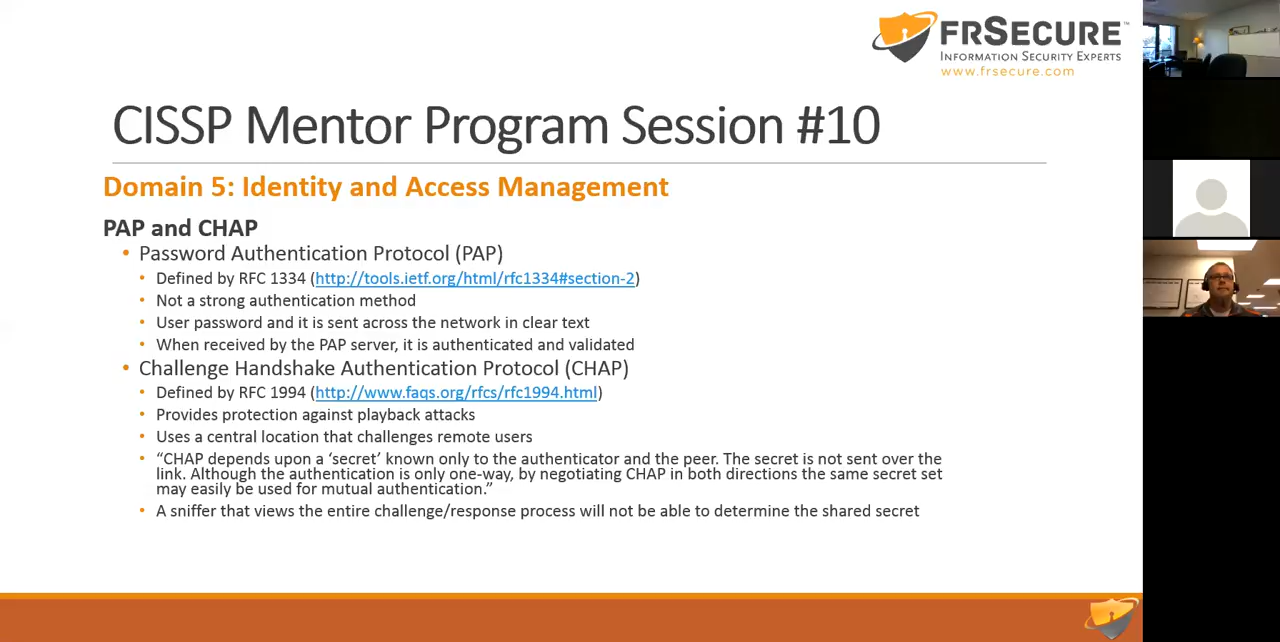 FRSECURE™
INFORMATION SECURITY EXPERTS
www.frsecure.com
CISSP Mentor Program Session #10
Domain 5: Identity and Access Management
PAP and CHAP
• Password Authentication Protocol (PAP)
• Defined by RFC 1334 (http://tools.ietf.org/html/rfc1334#section-2)
• Not a strong authentication method
• User password and it is sent across the network in clear text
• When received by the PAP server, it is authenticated and validated
• Challenge Handshake Authentication Protocol (CHAP)
• Defined by RFC 1994 (http://www.faqs.org/rfcs/rfc1994.html)
• Provides protection against playback attacks
• Uses a central location that challenges remote users
• “CHAP depends upon a ‘secret’ known only to the authenticator and the peer. The secret is not sent over the
link. Although the authentication is only one-way, by negotiating CHAP in both directions the same secret set
may easily be used for mutual authentication.”
• A sniffer that views the entire challenge/response process will not be able to determine the shared secret